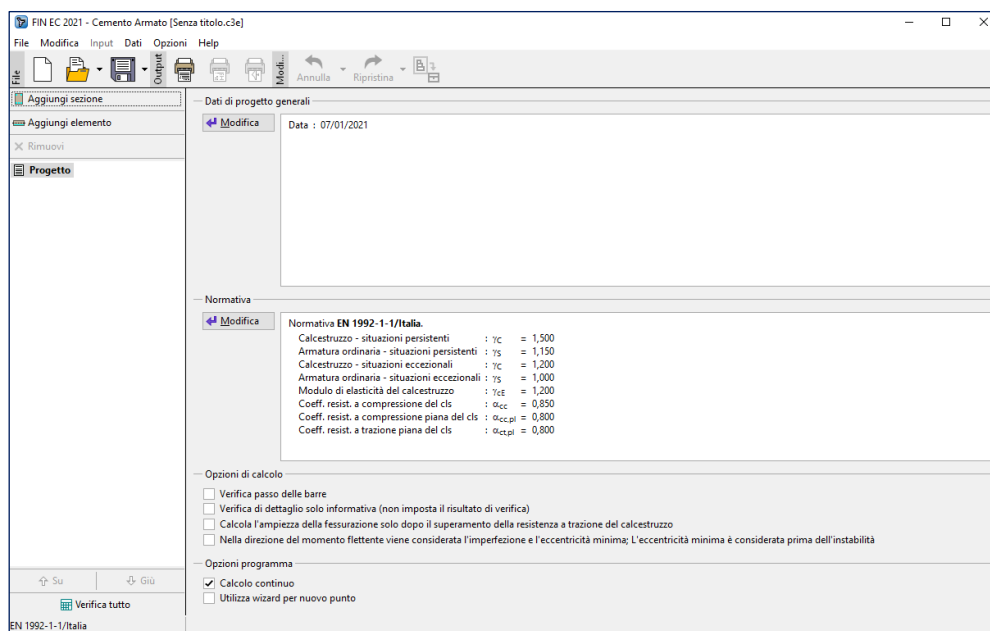 FIN EC 2021 - Cemento Armato [Senza titolo.c3e]
File Modifica Input Dati Opzioni Help
File
Output
Modi...
Annulla
Ripristina
Aggiungi sezione
Aggiungi elemento
Rimuovi
Progetto
Dati di progetto generali
Modifica
Data : 07/01/2021
Normativa
Modifica
Normativa EN 1992-1-1/Italia.
Calcestruzzo - situazioni persistenti : γC = 1,500
Armatura ordinaria - situazioni persistenti : γS = 1,150
Calcestruzzo - situazioni eccezionali : γC = 1,200
Armatura ordinaria - situazioni eccezionali : γS = 1,000
Modulo di elasticità del calcestruzzo : γcE = 1,200
Coeff. resist. a compressione del cls : αcc = 0,850
Coeff. resist. a compressione piana del cls : αcc,pl = 0,800
Coeff. resist. a trazione piana del cls : αct,pl = 0,800
Opzioni di calcolo
Verifica passo delle barre
Verifica di dettaglio solo informativa (non imposta il risultato di verifica)
Calcola l'ampiezza della fessurazione solo dopo il superamento della resistenza a trazione del calcestruzzo
Nella direzione del momento flettente viene considerata l'imperfezione e l'eccentricità minima; L'eccentricità minima è considerata prima dell'instabilità
Opzioni programma
Calcolo continuo
Utilizza wizard per nuovo punto
Su
Giù
Verifica tutto
EN 1992-1-1/Italia